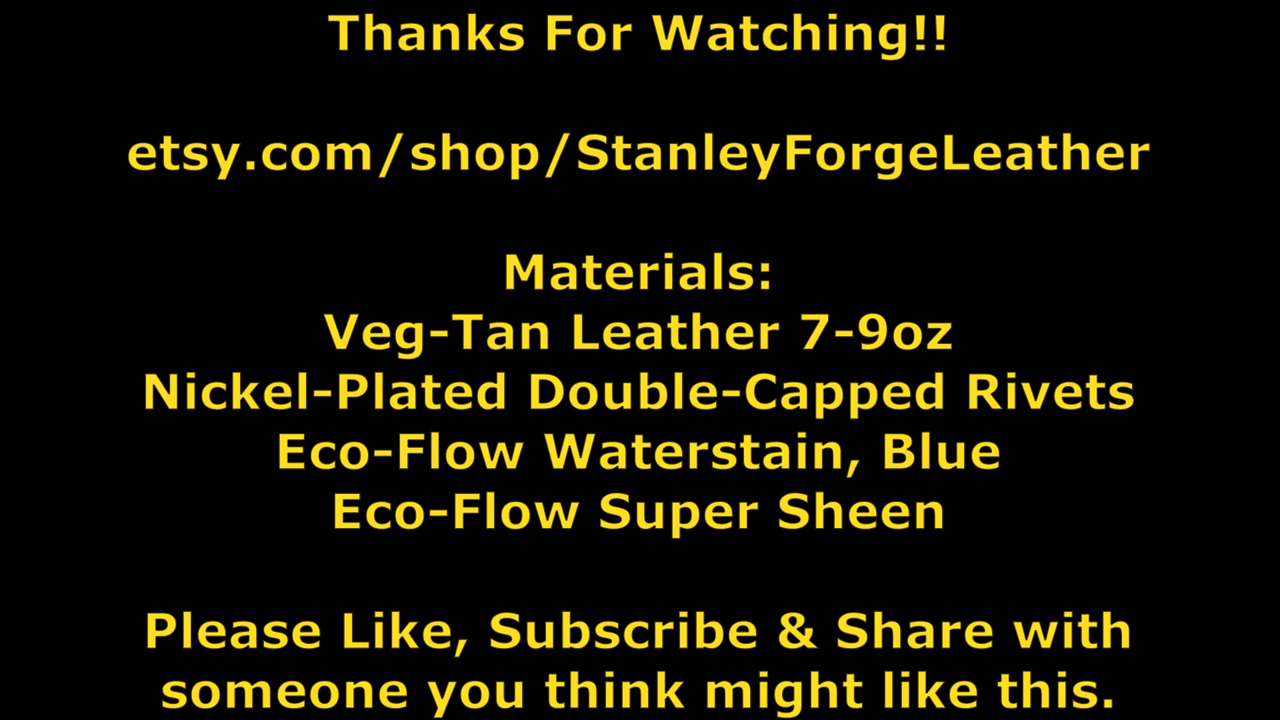 Thanks For Watching!!
etsy.com/shop/StanleyForgeLeather
Materials:
Veg-Tan Leather 7-9oz
Nickel-Plated Double-Capped Rivets
Eco-Flow Waterstain, Blue
Eco-Flow Super Sheen
Please Like, Subscribe & Share with
someone you think might like this.